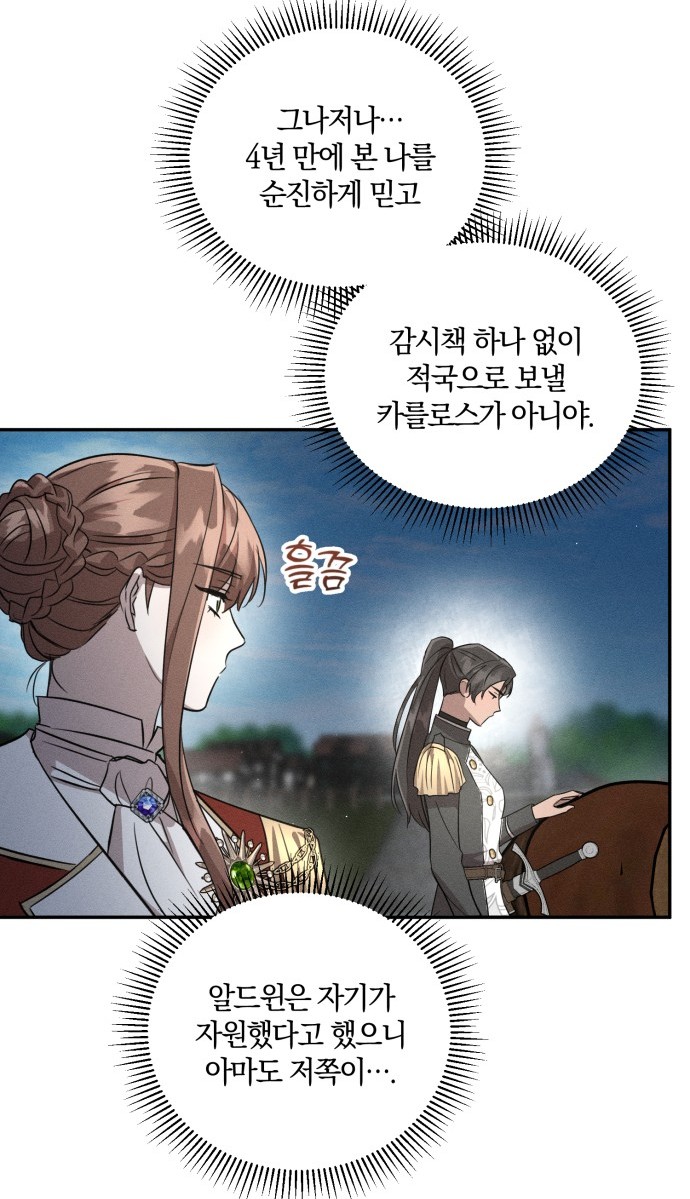 그나저나…
4년 만에 본 나를
순진하게 믿고
감시책 하나 없이
적국으로 보낼
카를로스가 아니야.
흘끔
알드윈은 자기가
자원했다고 했으니
아마도 저쪽이….